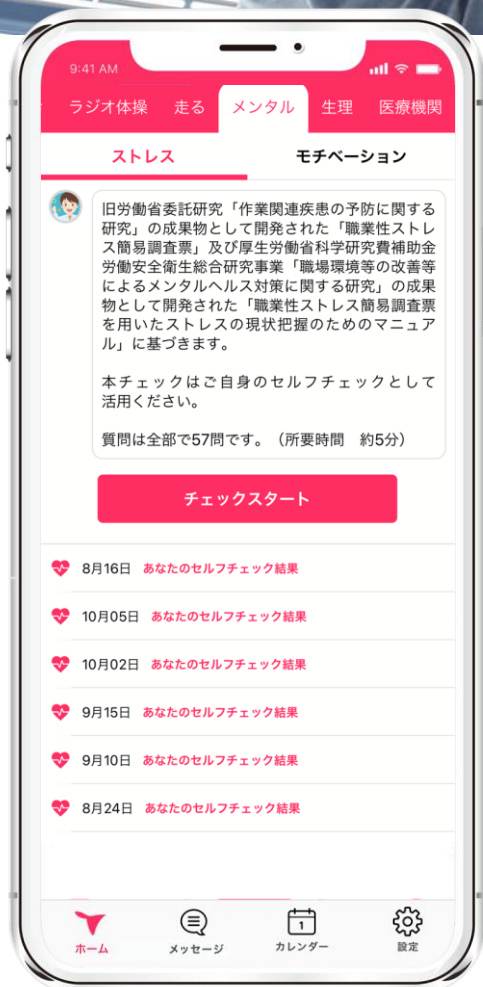 9:41 AM
ラジオ体操 走る メンタル 生理 医療機関
ストレス モチベーション
旧労働省委託研究「作業関連疾患の予防に関する
研究」の成果物として開発された「職業性ストレ
ス簡易調査票」及び厚生労働省科学研究費補助金
労働安全衛生総合研究事業「職場環境等の改善等
によるメンタルヘルス対策に関する研究」の成果
物として開発された「職業性ストレス簡易調査票
を用いたストレスの現状把握のためのマニュア
ル」に基づきます。
本チェックはご自身のセルフチェックとして
活用ください。
質問は全部で57問です。（所要時間 約5分）
チェックスタート
8月16日 あなたのセルフチェック結果
10月05日 あなたのセルフチェック結果
10月02日 あなたのセルフチェック結果
9月15日 あなたのセルフチェック結果
9月10日 あなたのセルフチェック結果
8月24日 あなたのセルフチェック結果
1
ホーム メッセージ カレンダー 設定